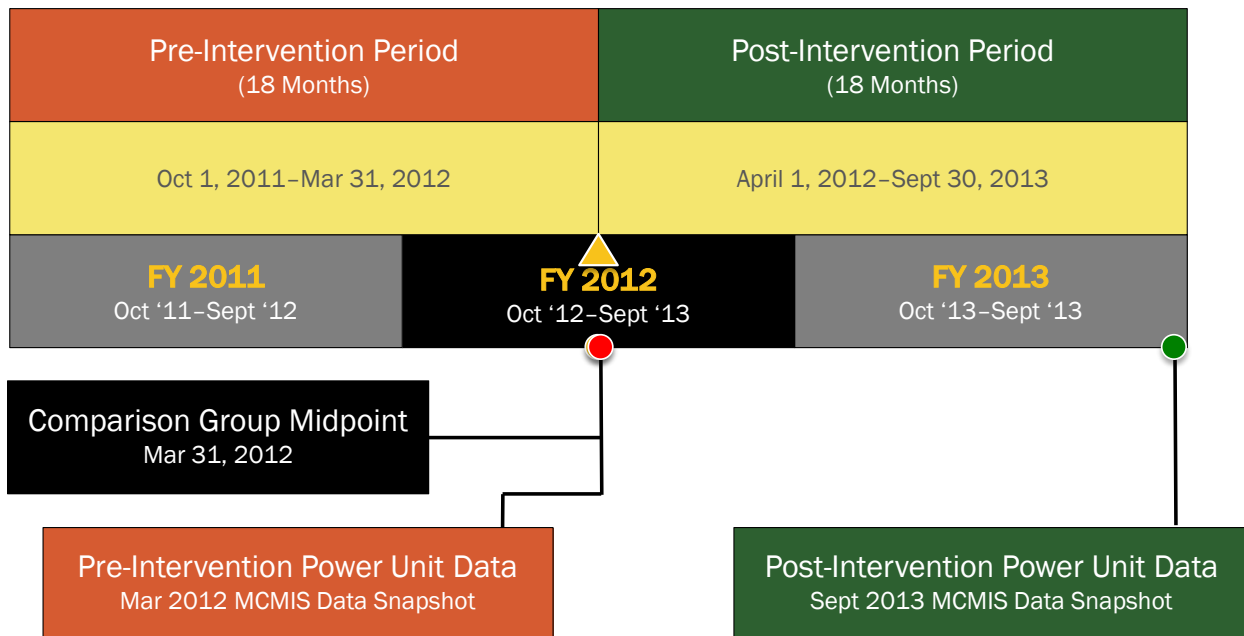 Pre-Intervention Period
(18 Months)
Post-Intervention Period
(18 Months)
Oct 1, 2011–Mar 31, 2012
April 1, 2012–Sept 30, 2013
FY 2011
Oct ‘11–Sept ‘12
FY 2012
Oct ‘12–Sept ‘13
FY 2013
Oct ‘13–Sept ‘13
Comparison Group Midpoint
Mar 31, 2012
Pre-Intervention Power Unit Data
Mar 2012 MCMIS Data Snapshot
Post-Intervention Power Unit Data
Sept 2013 MCMIS Data Snapshot